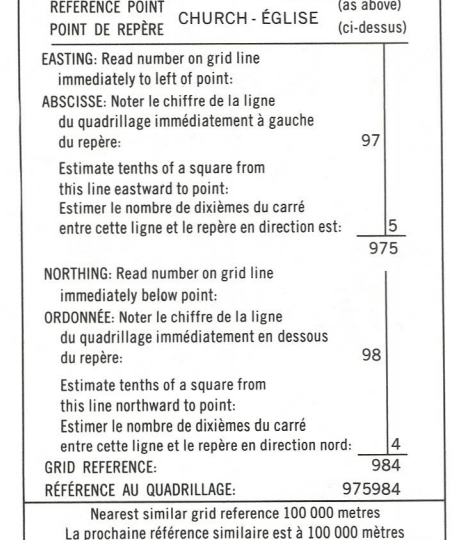 REFERENCE POINT CHURCH - ÉGLISE (as above)
POINT DE REPÈRE (ci-dessus)
EASTING: Read number on grid line
immediately to left of point:
ABSCISSE: Noter le chiffre de la ligne
du quadrillage immédiatement à gauche
du repère: 97
Estimate tenths of a square from
this line eastward to point:
Estimer le nombre de dixièmes du carré
entre cette ligne et le repère en direction est: 5
975
NORTHING: Read number on grid line
immediately below point:
ORDONNÉE: Noter le chiffre de la ligne
du quadrillage immédiatement en dessous
du repère: 98
Estimate tenths of a square from
this line northward to point:
Estimer le nombre de dixièmes du carré
entre cette ligne et le repère en direction nord: 4
GRID REFERENCE: 984
RÉFÉRENCE AU QUADRILLAGE: 975984
Nearest similar grid reference 100 000 metres
La prochaine référence similaire est à 100 000 mètres